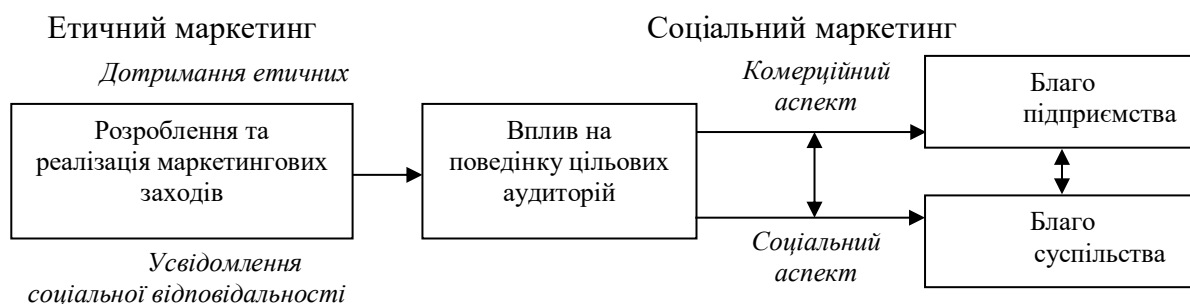 Етичний маркетинг
Соціальний маркетинг
Дотримання етичних
Розроблення та
реалізація маркетингових
заходів
Усвідомлення
соціальної відповідальності
Вплив на
поведінку цільових
аудиторій
Комерційний
аспект
Соціальний
аспект
Благо
підприємства
Благо
суспільства